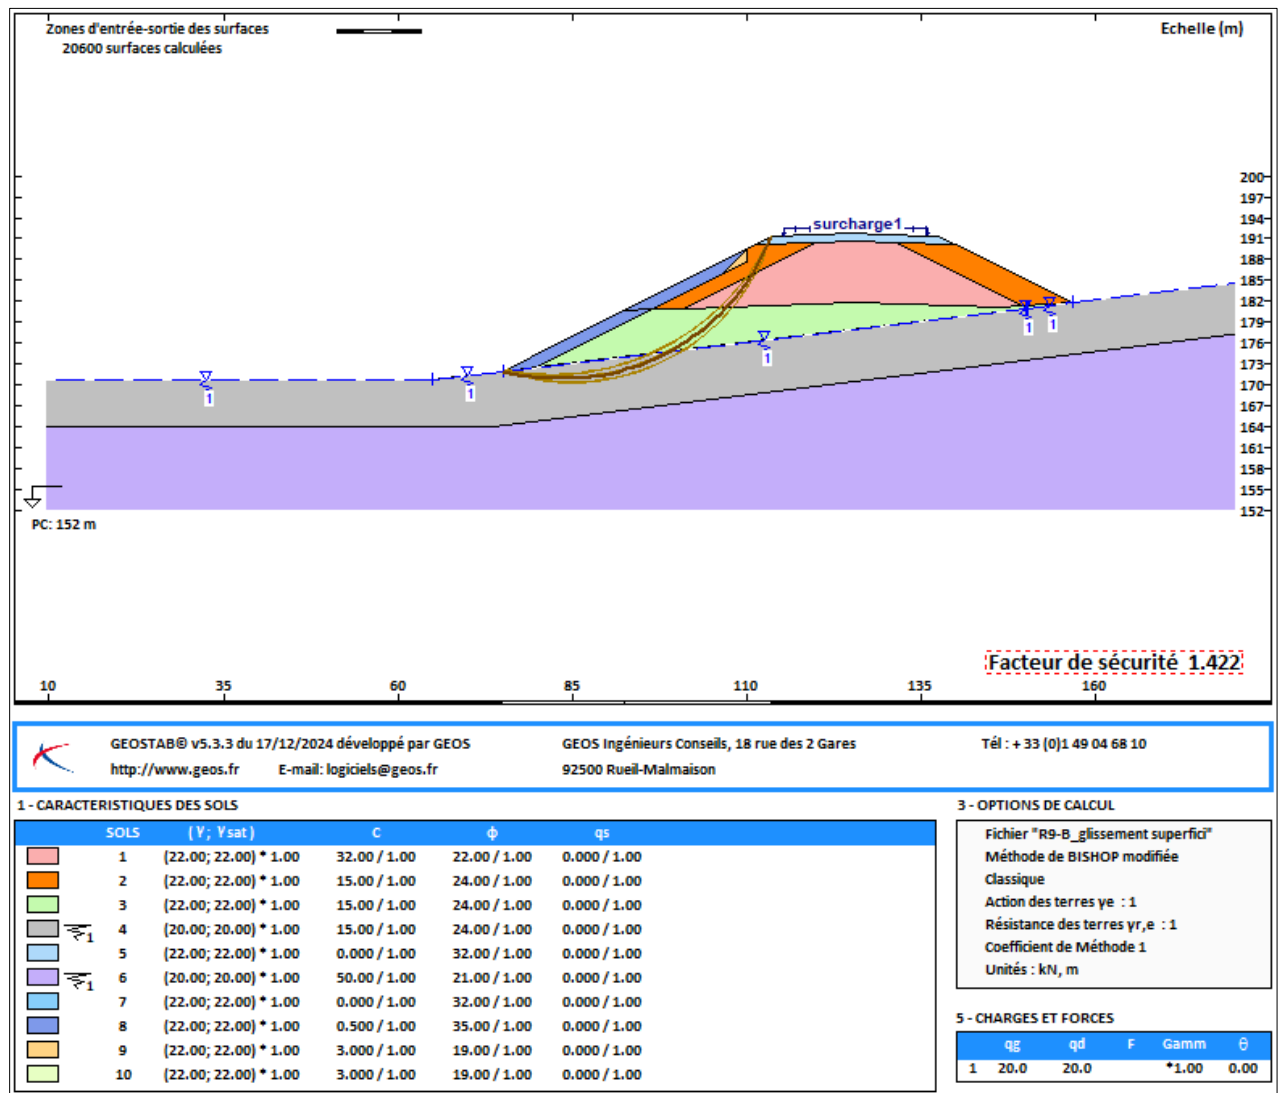 Zones d'entrée-sortie des surfaces
20600 surfaces calculées
Echelle (m)
200
197
194
191
188
185
182
179
176
173
170
167
164
161
158
155
152
surcharge1
1
1
1
1
1
PC: 152 m
Facteur de sécurité 1.422
10 35 60 85 110 135 160
GEOSTAB® v5.3.3 du 17/12/2024 développé par GEOS
GEOS Ingénieurs Conseils, 18 rue des 2 Gares
Tél : + 33 (0)1 49 04 68 10
http://www.geos.fr E-mail: logiciels@geos.fr
92500 Rueil-Malmaison
1 - CARACTERISTIQUES DES SOLS
SOLS (γ; γsat) C ϕ qs
1 (22.00; 22.00) * 1.00 32.00 / 1.00 22.00 / 1.00 0.000 / 1.00
2 (22.00; 22.00) * 1.00 15.00 / 1.00 24.00 / 1.00 0.000 / 1.00
3 (22.00; 22.00) * 1.00 15.00 / 1.00 24.00 / 1.00 0.000 / 1.00
1 4 (20.00; 20.00) * 1.00 15.00 / 1.00 24.00 / 1.00 0.000 / 1.00
5 (22.00; 22.00) * 1.00 0.000 / 1.00 32.00 / 1.00 0.000 / 1.00
1 6 (20.00; 20.00) * 1.00 50.00 / 1.00 21.00 / 1.00 0.000 / 1.00
7 (22.00; 22.00) * 1.00 0.000 / 1.00 32.00 / 1.00 0.000 / 1.00
8 (22.00; 22.00) * 1.00 0.500 / 1.00 35.00 / 1.00 0.000 / 1.00
9 (22.00; 22.00) * 1.00 3.000 / 1.00 19.00 / 1.00 0.000 / 1.00
10 (22.00; 22.00) * 1.00 3.000 / 1.00 19.00 / 1.00 0.000 / 1.00
3 - OPTIONS DE CALCUL
Fichier "R9-B_glissement superfici"
Méthode de BISHOP modifiée
Classique
Action des terres γe : 1
Résistance des terres γr,e : 1
Coefficient de Méthode 1
Unités : kN, m
5 - CHARGES ET FORCES
qg qd F Gamm θ
1 20.0 20.0 *1.00 0.00